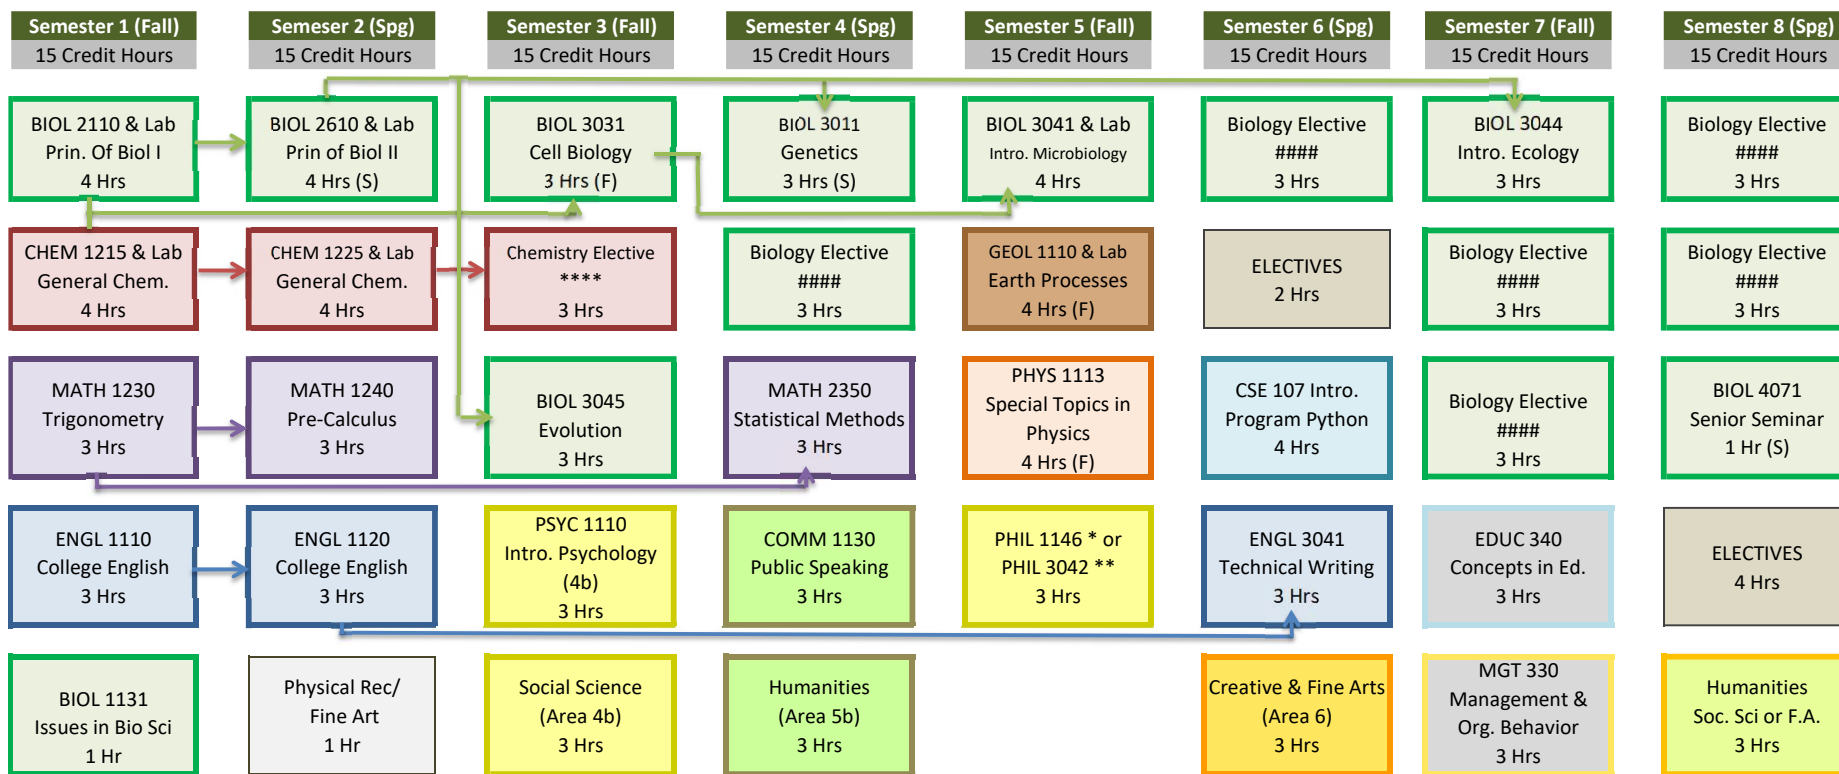 Semester 1 (Fall)
15 Credit Hours
Semeser 2 (Spg)
15 Credit Hours
Semester 3 (Fall)
15 Credit Hours
Semester 4 (Spg)
15 Credit Hours
Semester 5 (Fall)
15 Credit Hours
Semester 6 (Spg)
15 Credit Hours
Semester 7 (Fall)
15 Credit Hours
Semester 8 (Spg)
15 Credit Hours
BIOL 2110 & Lab
Prin. Of Biol I
4 Hrs
BIOL 2610 & Lab
Prin of Biol II
4 Hrs (S)
BIOL 3031
Cell Biology
3 Hrs (F)
BIOL 3011
Genetics
3 Hrs (S)
BIOL 3041 & Lab
Intro. Microbiology
4 Hrs
Biology Elective
####
3 Hrs
BIOL 3044
Intro. Ecology
3 Hrs
Biology Elective
####
3 Hrs
CHEM 1215 & Lab
General Chem.
4 Hrs
CHEM 1225 & Lab
General Chem.
4 Hrs
Chemistry Elective
****
3 Hrs
Biology Elective
####
3 Hrs
GEOL 1110 & Lab
Earth Processes
4 Hrs (F)
ELECTIVES
2 Hrs
Biology Elective
####
3 Hrs
Biology Elective
####
3 Hrs
MATH 1230
Trigonometry
3 Hrs
MATH 1240
Pre-Calculus
3 Hrs
BIOL 3045
Evolution
3 Hrs
MATH 2350
Statistical Methods
3 Hrs
PHYS 1113
Special Topics in
Physics
4 Hrs (F)
CSE 107 Intro.
Program Python
4 Hrs
Biology Elective
####
3 Hrs
BIOL 4071
Senior Seminar
1 Hr (S)
ENGL 1110
College English
3 Hrs
ENGL 1120
College English
3 Hrs
PSYC 1110
Intro. Psychology
(4b)
3 Hrs
COMM 1130
Public Speaking
3 Hrs
PHIL 1146 * or
PHIL 3042 **
3 Hrs
ENGL 3041
Technical Writing
3 Hrs
EDUC 340
Concepts in Ed.
3 Hrs
ELECTIVES
4 Hrs
BIOL 1131
Issues in Bio Sci
1 Hr
Physical Rec/
Fine Art
1 Hr
Social Science
(Area 4b)
3 Hrs
Humanities
(Area 5b)
3 Hrs
Creative & Fine Arts
(Area 6)
3 Hrs
MGT 330
Management &
Org. Behavior
3 Hrs
Humanities
Soc. Sci or F.A.
3 Hrs